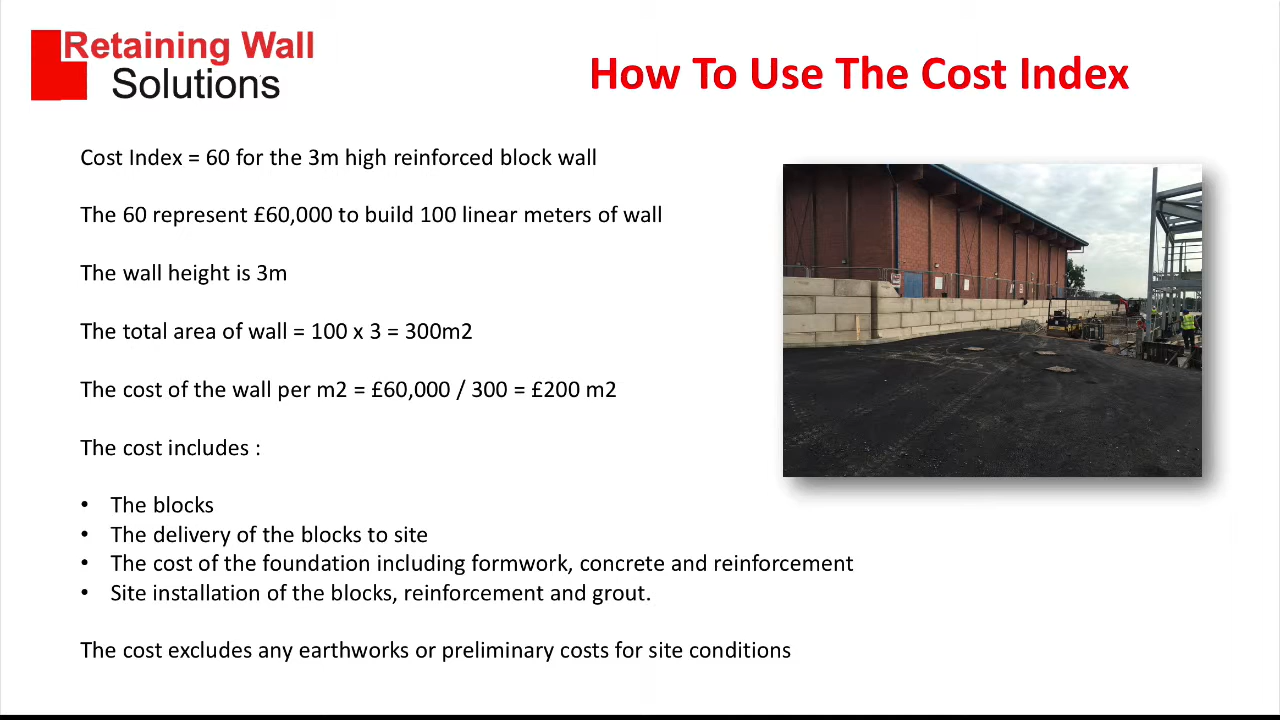 Retaining Wall
Solutions
How To Use The Cost Index
Cost Index = 60 for the 3m high reinforced block wall
The 60 represent £60,000 to build 100 linear meters of wall
The wall height is 3m
The total area of wall = 100 x 3 = 300m2
The cost of the wall per m2 = £60,000 / 300 = £200 m2
The cost includes :
• The blocks
• The delivery of the blocks to site
• The cost of the foundation including formwork, concrete and reinforcement
• Site installation of the blocks, reinforcement and grout.
The cost excludes any earthworks or preliminary costs for site conditions